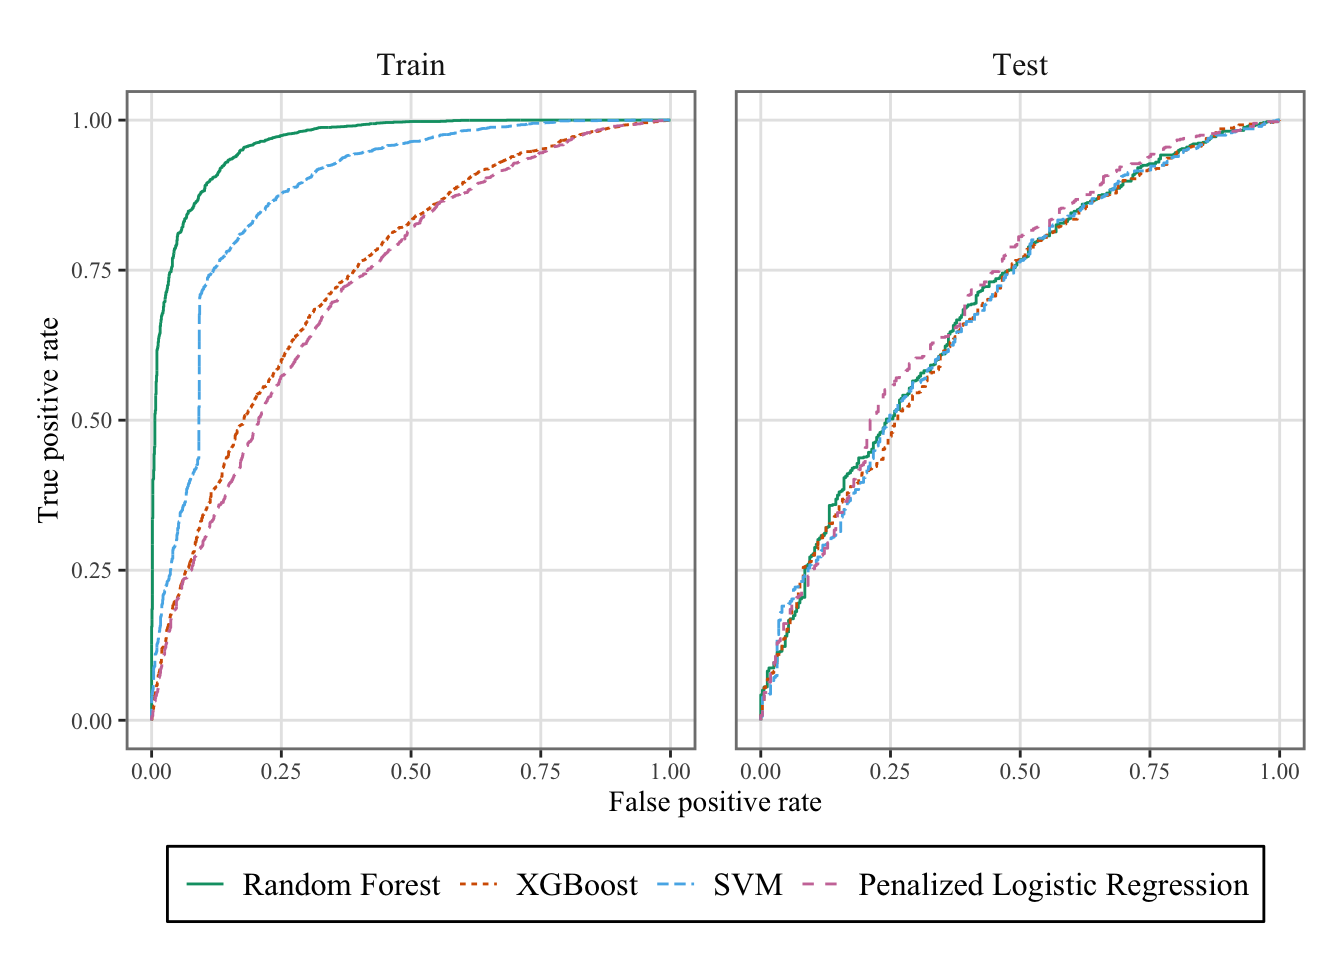 Train
Test
True positive rate
1.00
0.75
0.50
0.25
0.00
0.00 0.25 0.50 0.75 1.00
0.00 0.25 0.50 0.75 1.00
False positive rate
Random Forest XGBoost SVM Penalized Logistic Regression